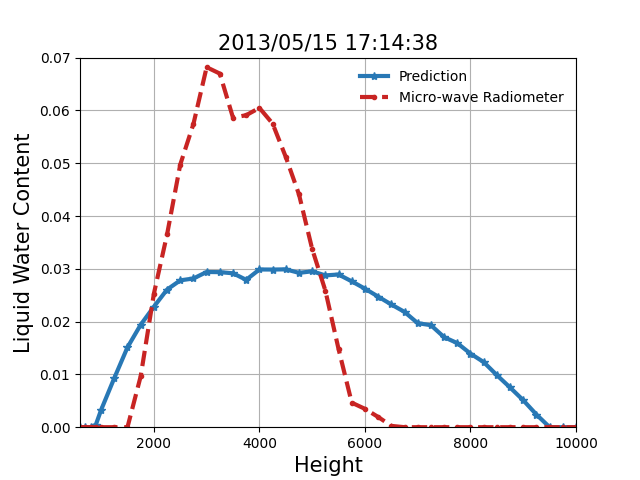 2013/05/15 17:14:38
0.07
0.06
0.05
0.04
0.03
0.02
0.01
0.00
Liquid Water Content
Prediction
Micro-wave Radiometer
2000 4000 6000 8000 10000
Height